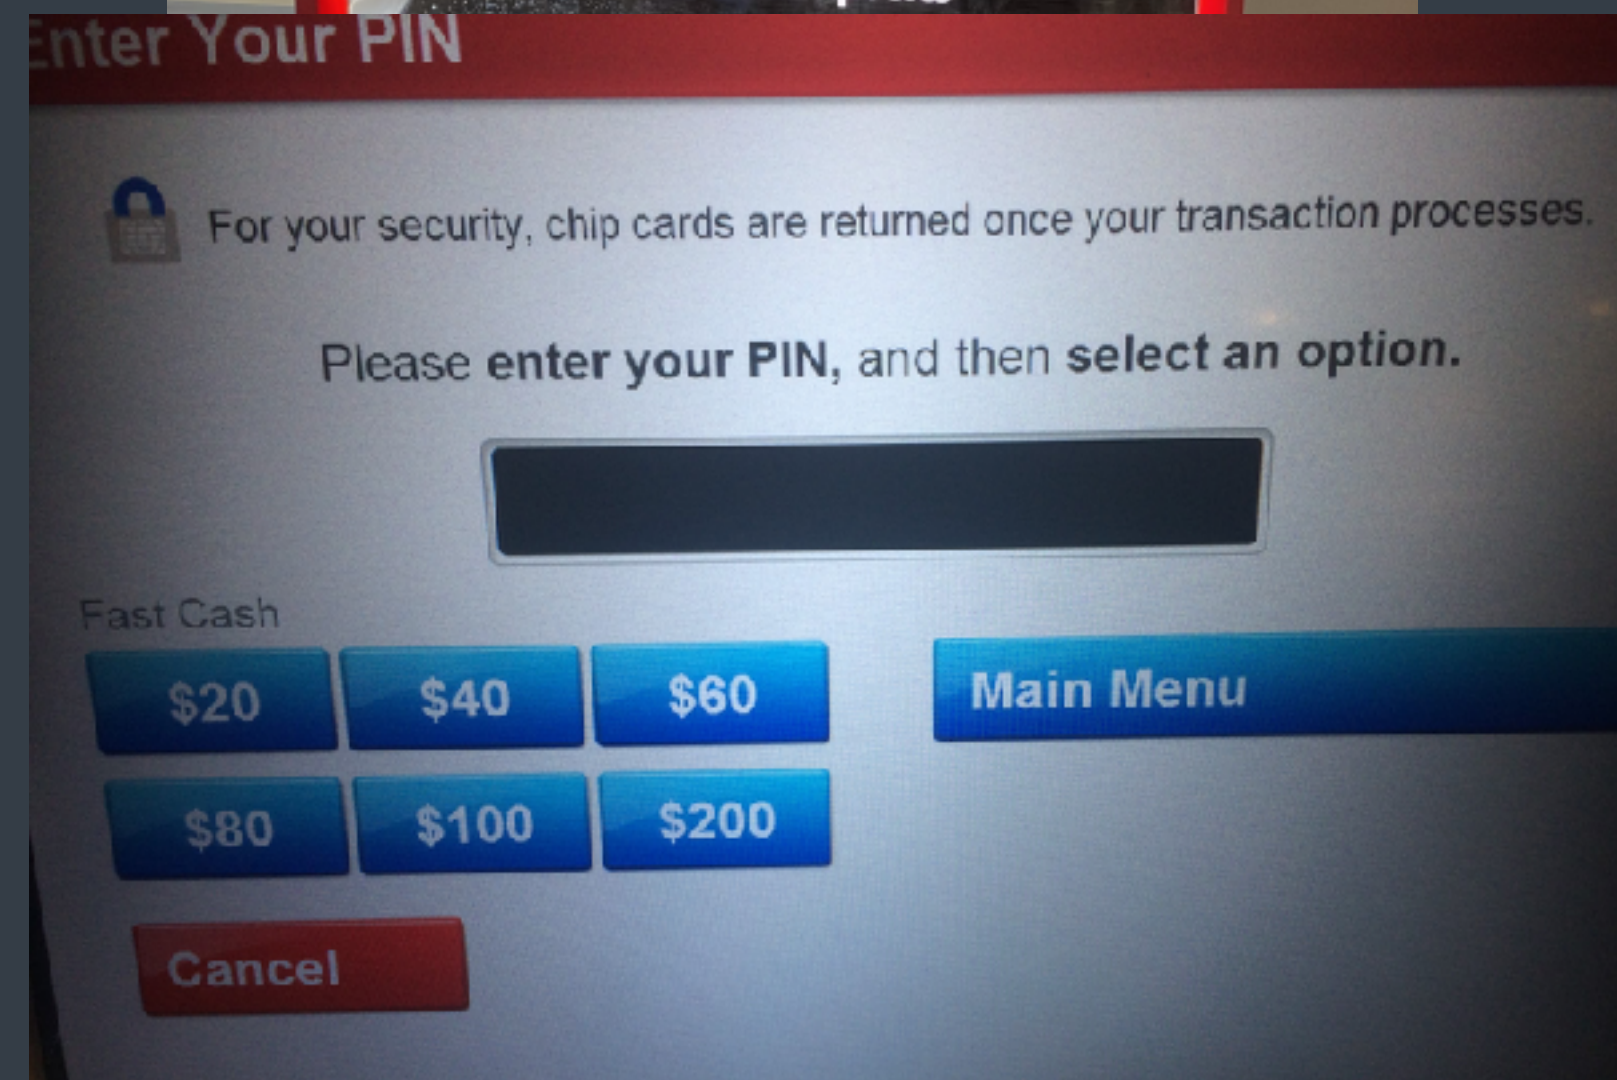 Enter Your PIN
For your security, chip cards are returned once your transaction processes.
Please enter your PIN, and then select an option.
Fast Cash
$20 $40 $60 Main Menu
$80 $100 $200
Cancel